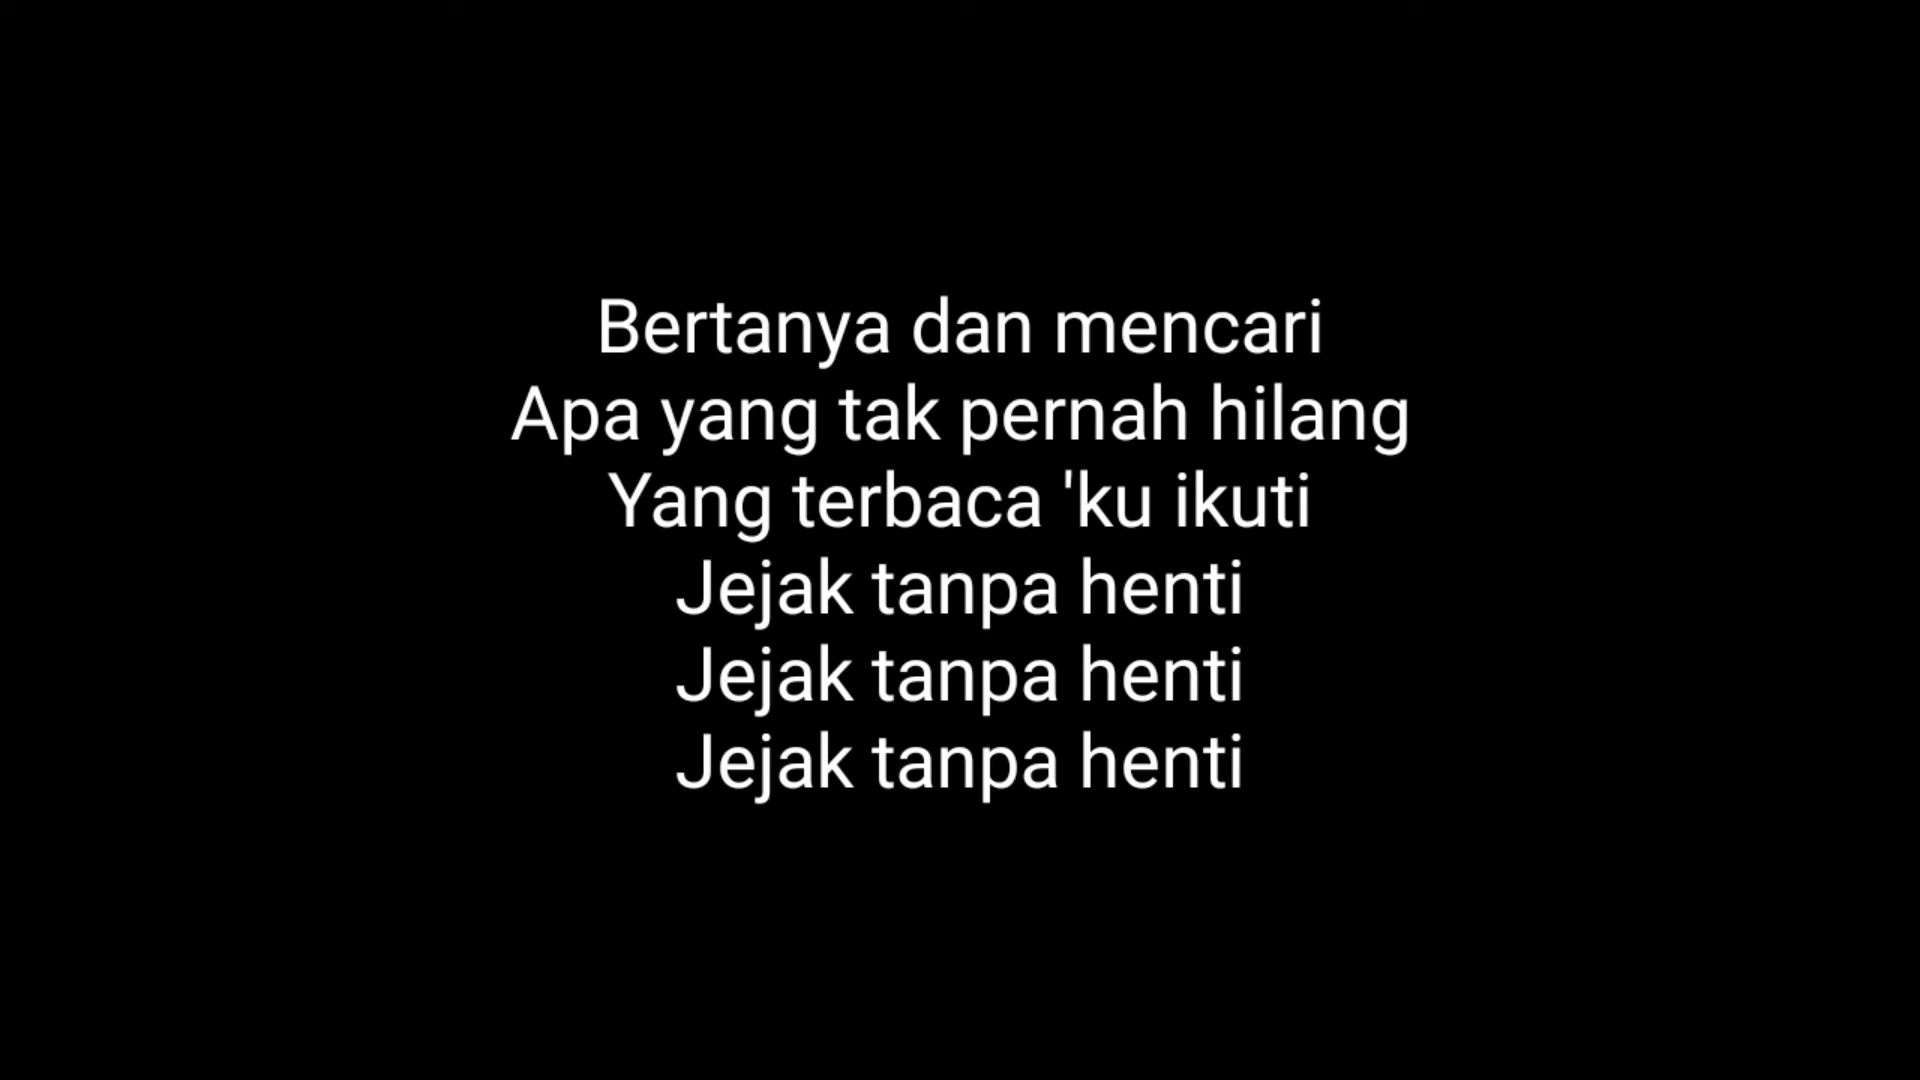 Bertanya dan mencari
Apa yang tak pernah hilang
Yang terbaca 'ku ikuti
Jejak tanpa henti
Jejak tanpa henti
Jejak tanpa henti